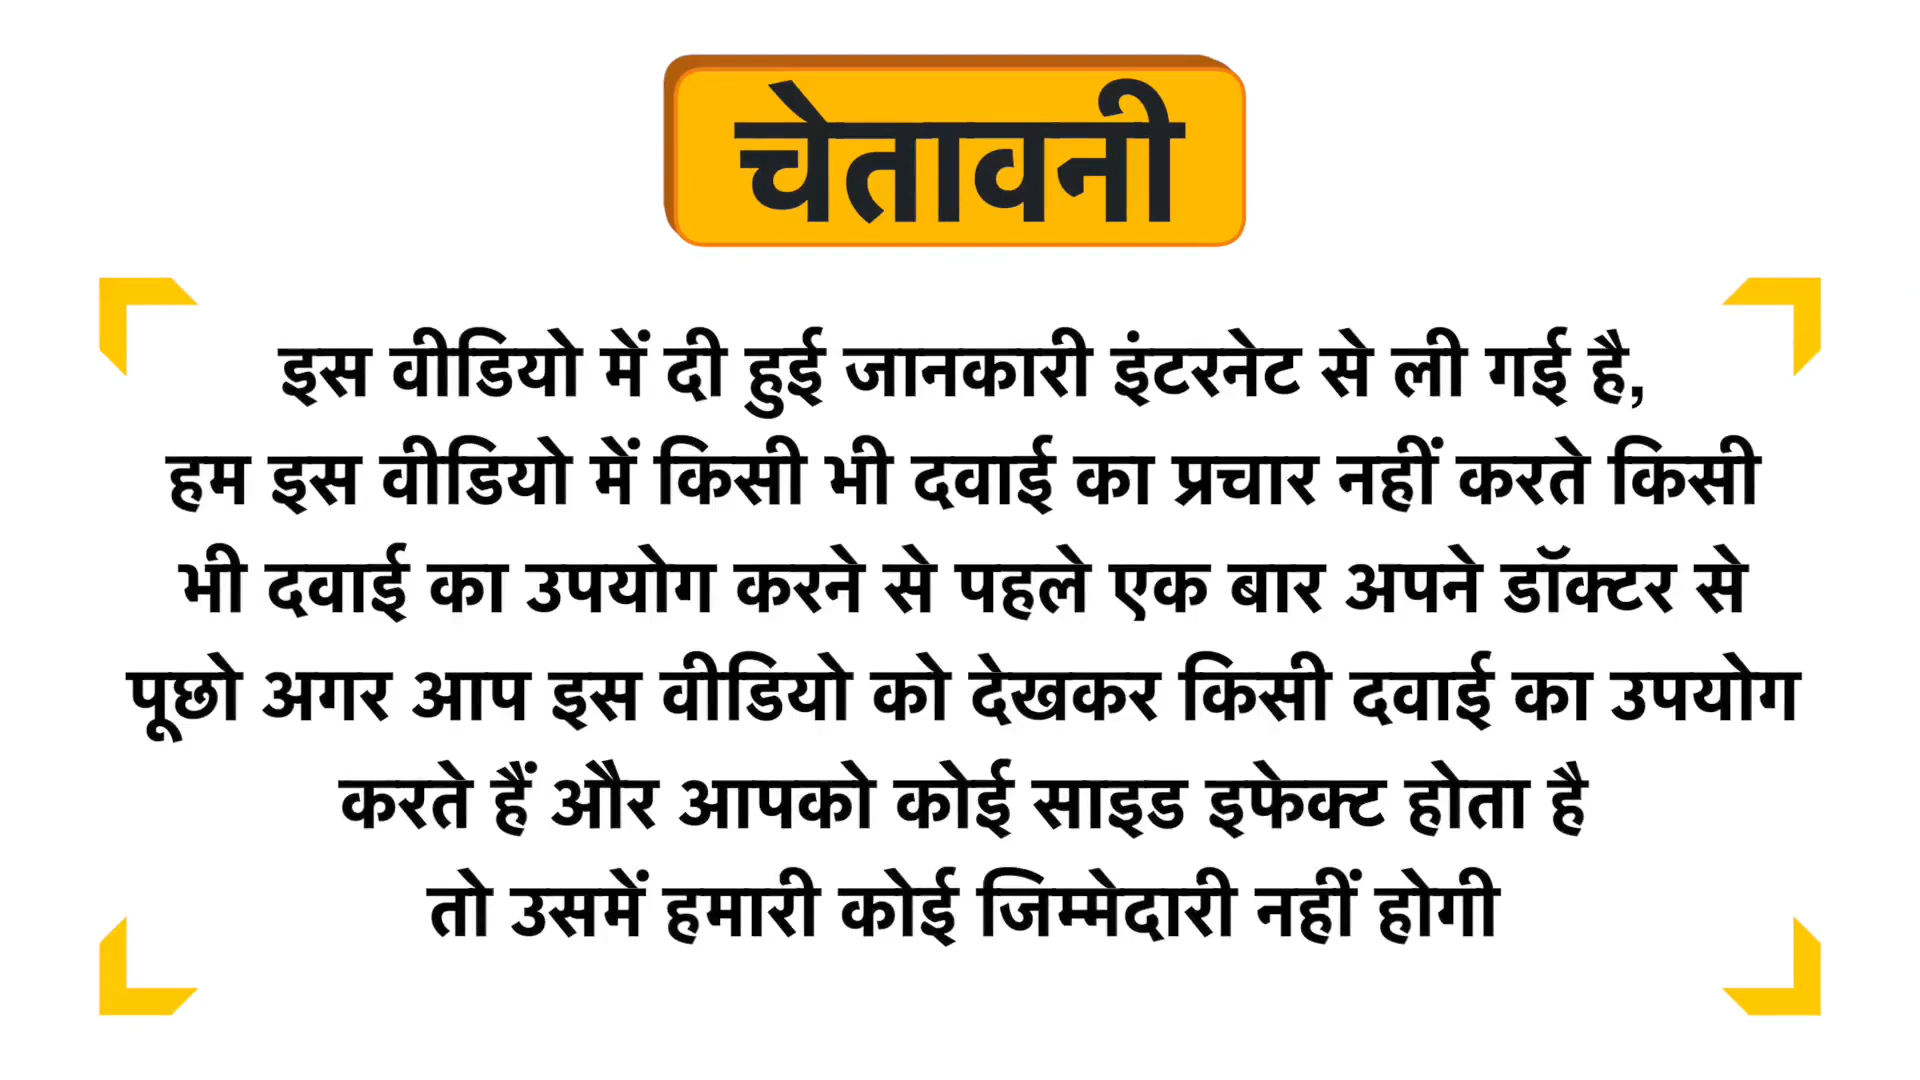 चेतावनी
इस वीडियो में दी हुई जानकारी इंटरनेट से ली गई है,
हम इस वीडियो में किसी भी दवाई का प्रचार नहीं करते किसी
भी दवाई का उपयोग करने से पहले एक बार अपने डॉक्टर से
पूछो अगर आप इस वीडियो को देखकर किसी दवाई का उपयोग
करते हैं और आपको कोई साइड इफेक्ट होता है
तो उसमें हमारी कोई जिम्मेदारी नहीं होगी